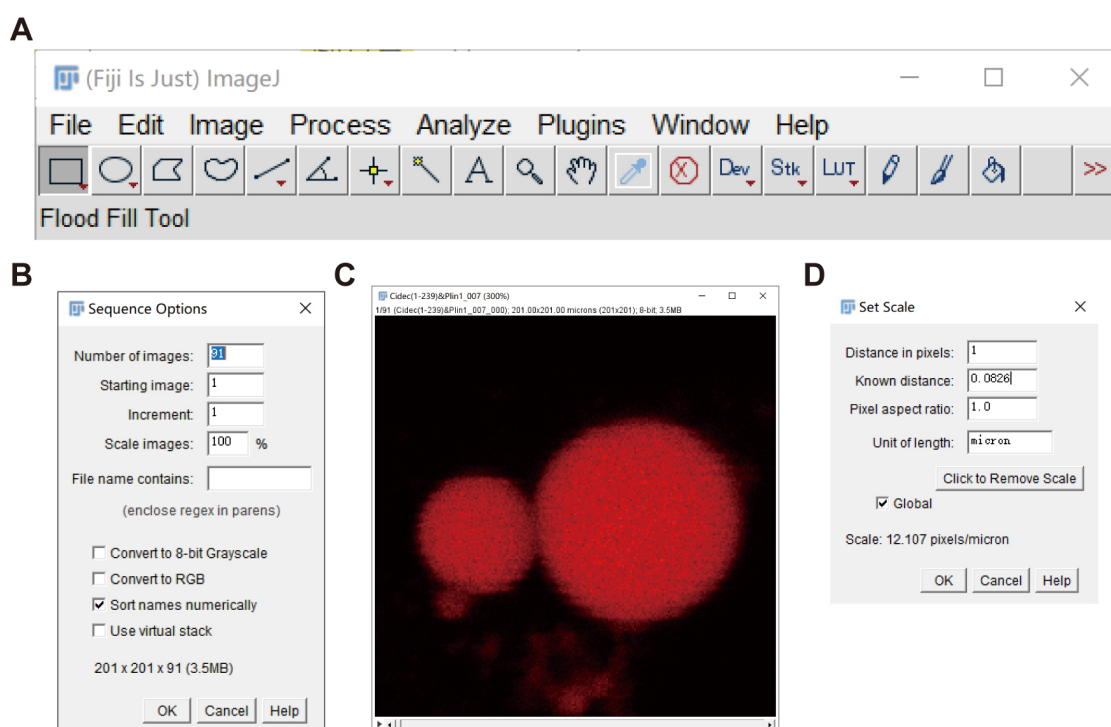 A
(Fiji Is Just) ImageJ
File Edit Image Process Analyze Plugins Window Help
A Dev Stk LUT >>
Flood Fill Tool
B
Sequence Options
Number of images: 91
Starting image: 1
Increment: 1
Scale images: 100 %
File name contains:
(enclose regex in parens)
Convert to 8-bit Grayscale
Convert to RGB
Sort names numerically
Use virtual stack
201 x 201 x 91 (3.5MB)
OK Cancel Help
C
Cidec(1-239)&Plin1_007 (300%)
1/91 (Cidec(1-239)&Plin1_007_000); 201.00x201.00 microns (201x201); 8-bit; 3.5MB
D
Set Scale
Distance in pixels: 1
Known distance: 0.0826
Pixel aspect ratio: 1.0
Unit of length: micron
Click to Remove Scale
Global
Scale: 12.107 pixels/micron
OK Cancel Help